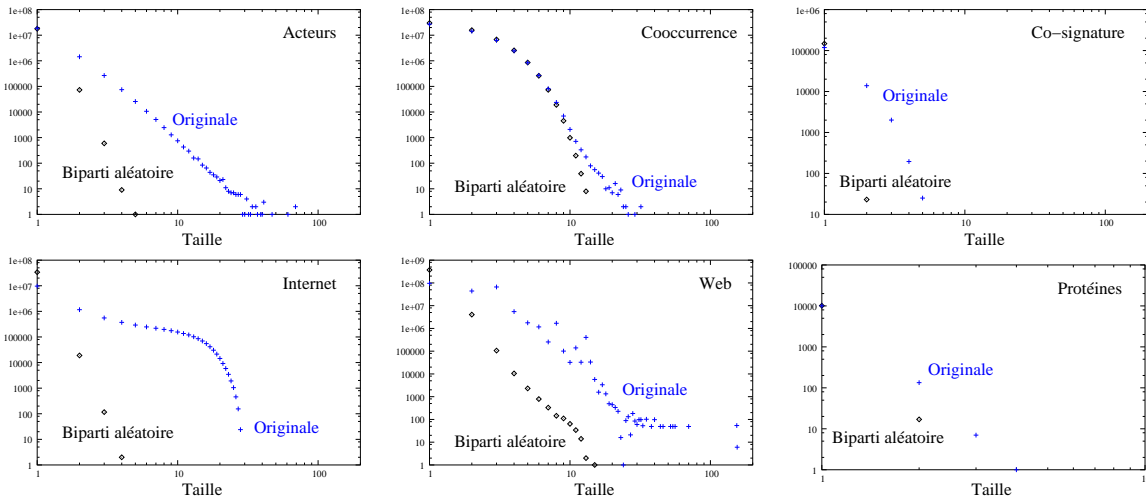 1e+08
1e+07
1e+06
100000
10000
1000
100
10
1
1
10
100
Acteurs
Originale
Biparti aléatoire
Taille
1e+08
1e+07
1e+06
100000
10000
1000
100
10
1
1
10
100
Cooccurrence
Biparti aléatoire
Originale
Taille
1e+06
100000
10000
1000
100
10
1
10
100
Co−signature
Originale
Biparti aléatoire
Taille
1e+08
1e+07
1e+06
100000
10000
1000
100
10
1
1
10
100
Internet
Biparti aléatoire
Originale
Taille
1e+09
1e+08
1e+07
1e+06
100000
10000
1000
100
10
1
1
10
100
Web
Originale
Biparti aléatoire
Taille
100000
10000
1000
100
10
1
1
1
Protéines
Originale
Biparti aléatoire
Taille